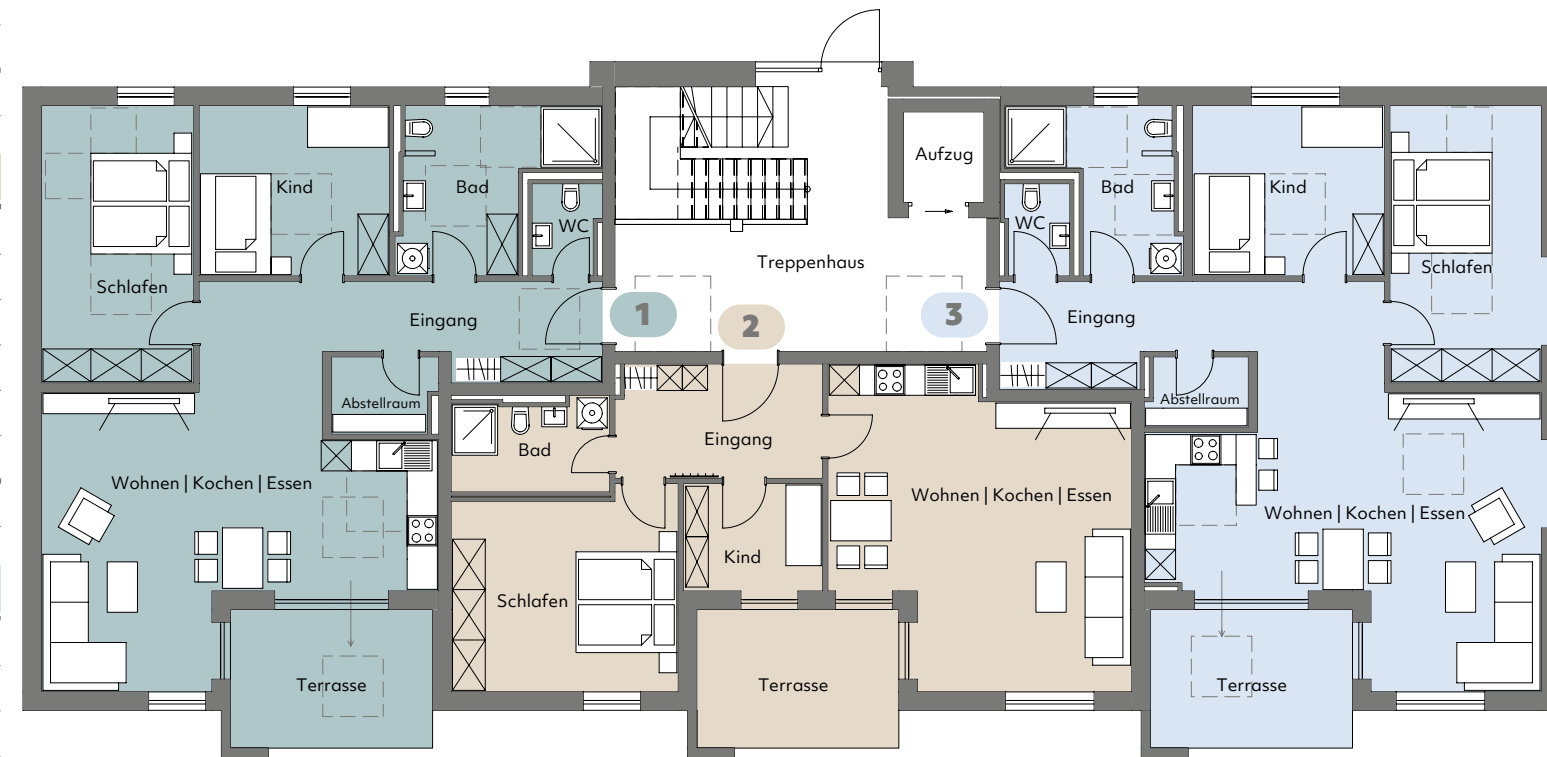 Aufzug
Kind
Bad
Bad
Kind
WC
WC
Treppenhaus
Schlafen
Schlafen
1
2
3
Eingang
Eingang
Abstellraum
Abstellraum
Eingang
Bad
Wohnen | Kochen | Essen
Wohnen | Kochen | Essen
Wohnen | Kochen | Essen
Kind
Schlafen
Terrasse
Terrasse
Terrasse